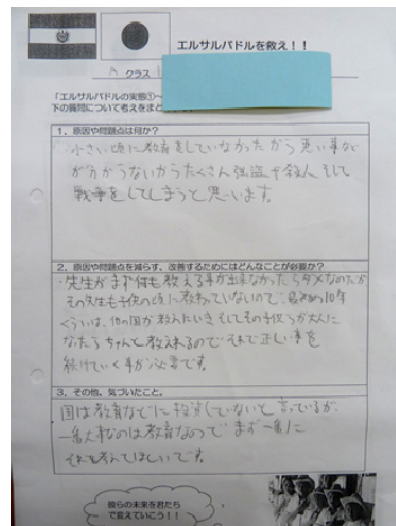 エルサルバドルを救え！！
A クラス 1
「エルサルバドルの実態①～
下の質問について考えをまと
1．原因や問題点は何か？
・小さい頃に教育をしていなかったから悪い事など
が分からないからたくさん強盗や殺人、そして
戦争をしてしまうと思います。
2．原因や問題点を減らす、改善するためにはどんなことが必要か？
・先生がまず何も教える事が出来なかったらダメなのだが
その先生も子供の頃に教わっていないので、最初の10年
くらいは、他の国が教えにいき そしてその子供らが大人に
なったらちゃんと教えれるので それで正しい事を
続けていく事が必要です。
3．その他、気づいたこと。
国は教育などに投資していないと言っているが、
一番大事なのは教育なので まず一番に
それを考えてほしいです。
彼らの未来を君たち
で変えていこう！！